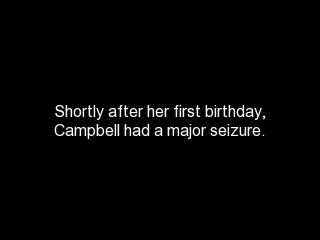 Shortly after her first birthday,
Campbell had a major seizure.